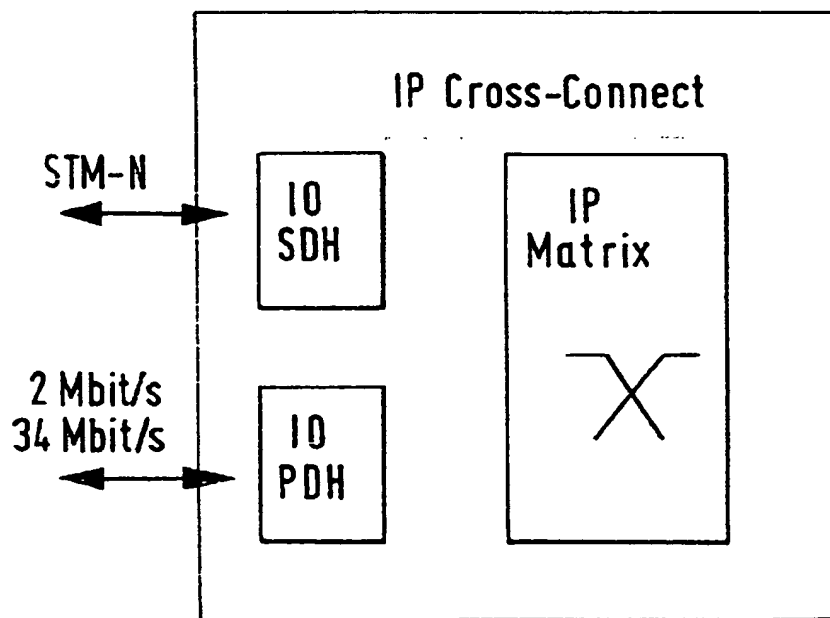 IP Cross-Connect
STM-N
IO
SDH
IP
Matrix
2 Mbit/s
34 Mbit/s
IO
PDH